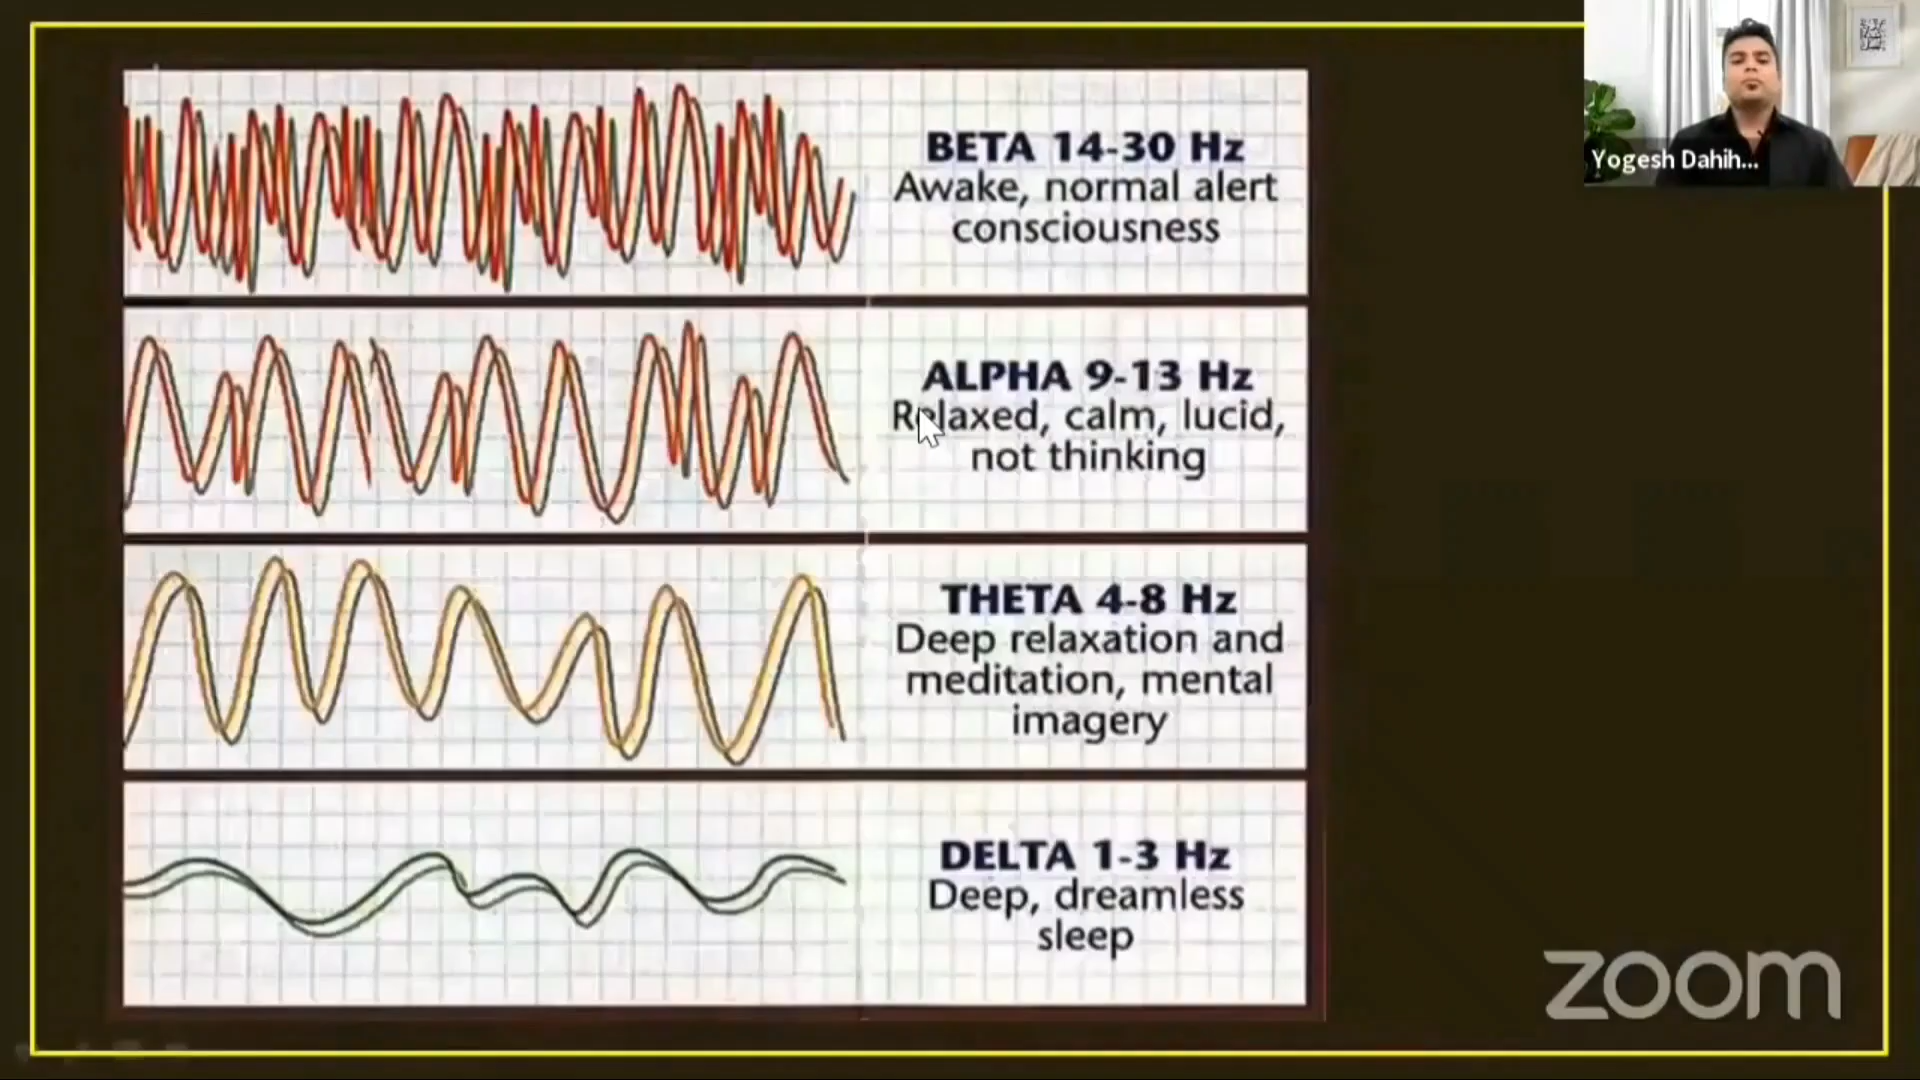 BETA 14-30 Hz
Awake, normal alert
consciousness
ALPHA 9-13 Hz
Relaxed, calm, lucid,
not thinking
THETA 4-8 Hz
Deep relaxation and
meditation, mental
imagery
DELTA 1-3 Hz
Deep, dreamless
sleep
Yogesh Dahih...
zoom